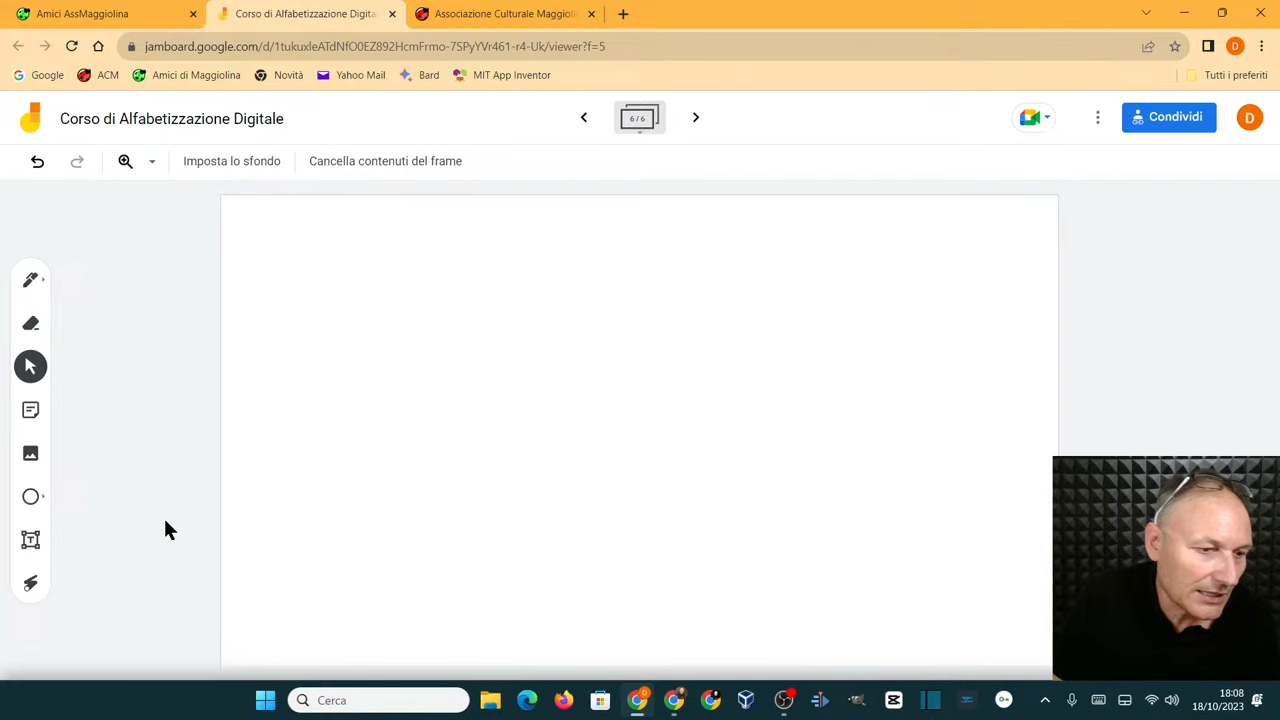 Amici AssMaggiolina
Corso di Alfabetizzazione Digita
Associazione Culturale Maggioli
jamboard.google.com/d/1tukuxleATdNfO0EZ892HcmFrmo-7SPyYVr461-r4-Uk/viewer?f=5
D
Google
ACM
Amici di Maggiolina
Novità
Yahoo Mail
Bard
MIT App Inventor
Tutti i preferiti
Corso di Alfabetizzazione Digitale
6 / 6
Condividi
D
Imposta lo sfondo
Cancella contenuti del frame
Cerca
18:08
18/10/2023